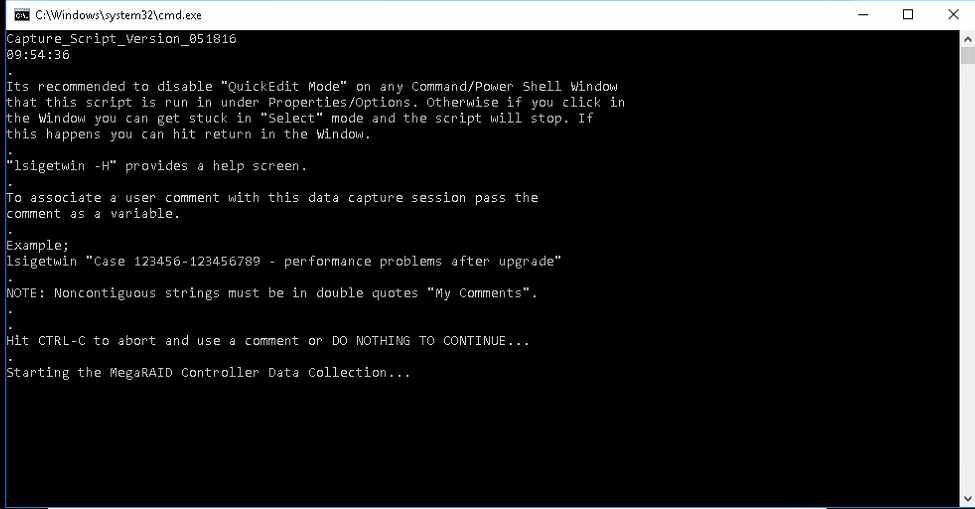 C:\Windows\system32\cmd.exe
Capture_Script_Version_051816
09:54:36
.
Its recommended to disable "QuickEdit Mode" on any Command/Power Shell Window
that this script is run in under Properties/Options. Otherwise if you click in
the Window you can get stuck in "Select" mode and the script will stop. If
this happens you can hit return in the Window.
.
"lsigetwin -H" provides a help screen.
.
To associate a user comment with this data capture session pass the
comment as a variable.
.
Example;
lsigetwin "Case 123456-123456789 - performance problems after upgrade"
.
NOTE: Noncontiguous strings must be in double quotes "My Comments".
.
.
Hit CTRL-C to abort and use a comment or DO NOTHING TO CONTINUE...
.
Starting the MegaRAID Controller Data Collection...